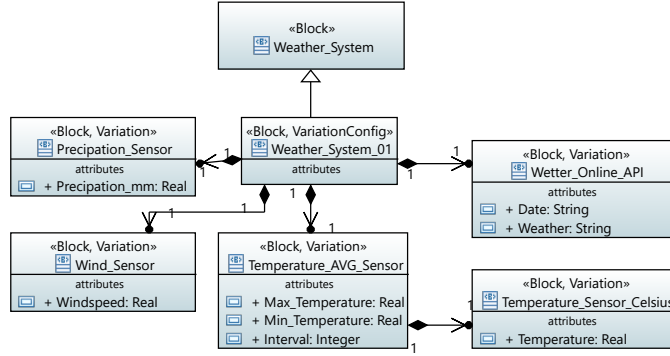 «Block»
Weather_System
«Block, Variation»
Precipation_Sensor
attributes
+ Precipation_mm: Real
1
1
«Block, VariationConfig»
Weather_System_01
attributes
1
1
«Block, Variation»
Wetter_Online_API
attributes
+ Date: String
+ Weather: String
1
1
1
1
«Block, Variation»
Wind_Sensor
attributes
+ Windspeed: Real
«Block, Variation»
Temperature_AVG_Sensor
attributes
+ Max_Temperature: Real
+ Min_Temperature: Real
+ Interval: Integer
1
1
«Block, Variation»
Temperature_Sensor_Celsius
attributes
+ Temperature: Real